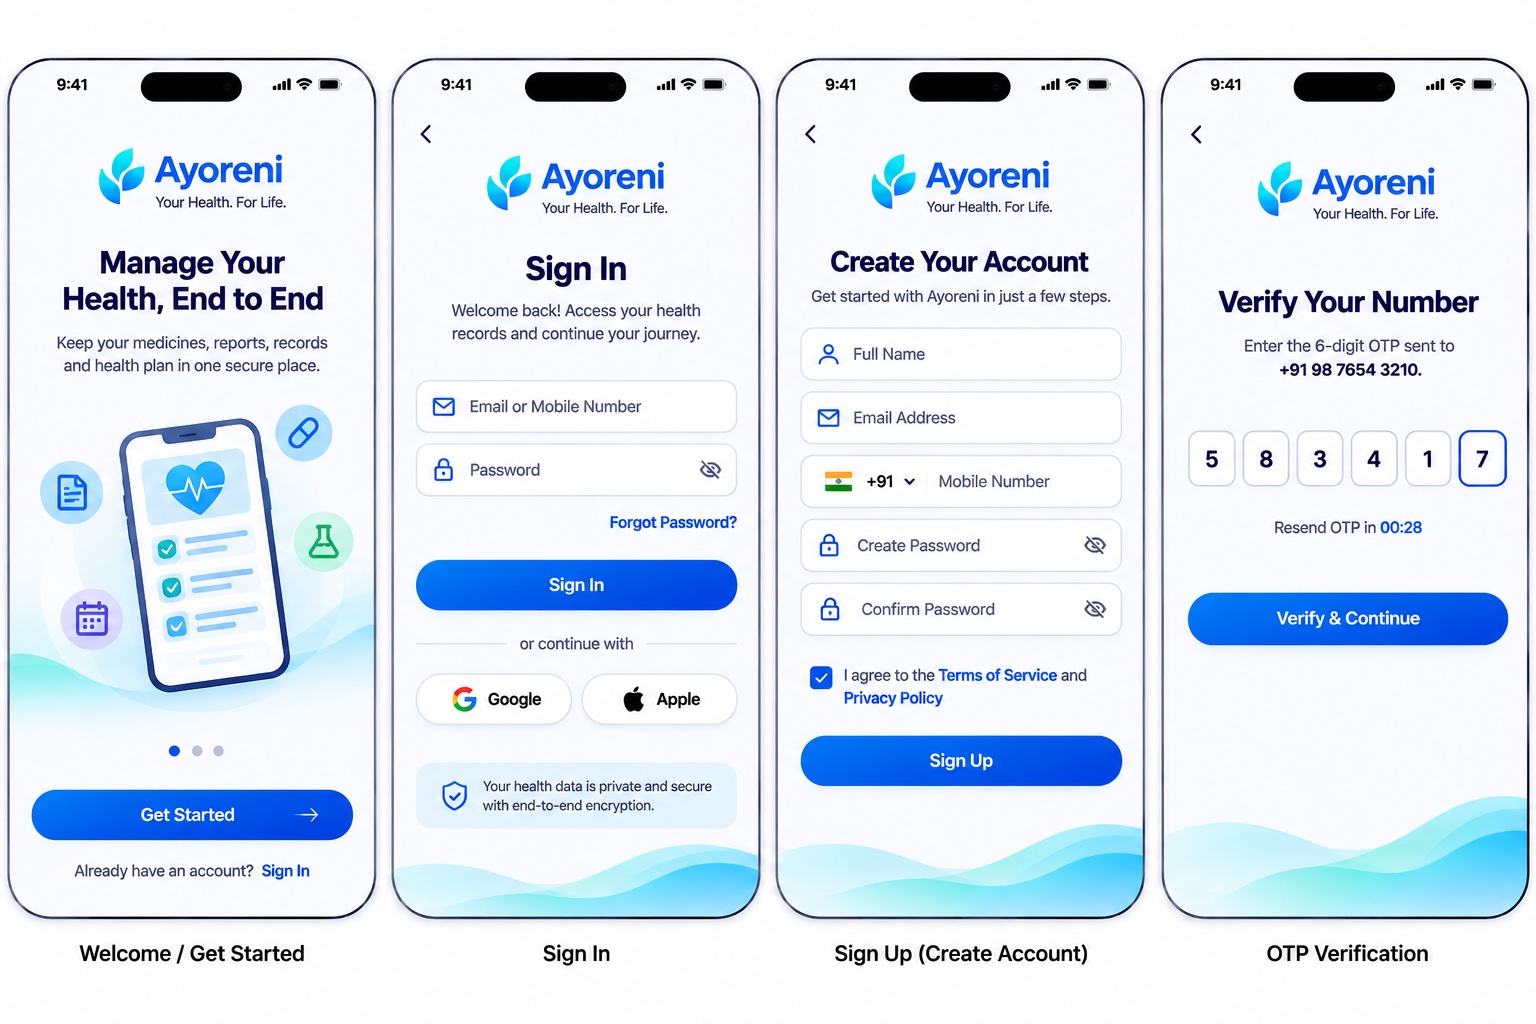 9:41
Ayoreni
Your Health. For Life.
Manage Your
Health, End to End
Keep your medicines, reports, records
and health plan in one secure place.
Get Started
Already have an account? Sign In
Welcome / Get Started
9:41
Ayoreni
Your Health. For Life.
Sign In
Welcome back! Access your health
records and continue your journey.
Email or Mobile Number
Password
Forgot Password?
Sign In
or continue with
Google
Apple
Your health data is private and secure
with end-to-end encryption.
Sign In
9:41
Ayoreni
Your Health. For Life.
Create Your Account
Get started with Ayoreni in just a few steps.
Full Name
Email Address
+91 Mobile Number
Create Password
Confirm Password
I agree to the Terms of Service and
Privacy Policy
Sign Up
Sign Up (Create Account)
9:41
Ayoreni
Your Health. For Life.
Verify Your Number
Enter the 6-digit OTP sent to
+91 98 7654 3210.
5 8 3 4 1 7
Resend OTP in 00:28
Verify & Continue
OTP Verification